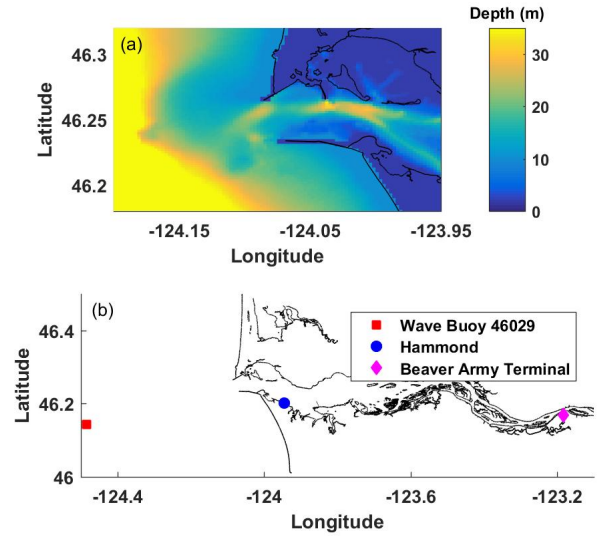 Depth (m)
(a)
46.3
46.25
46.2
Latitude
-124.15
-124.05
-123.95
Longitude
30
20
10
0
(b)
Wave Buoy 46029
Hammond
Beaver Army Terminal
46.4
46.2
46
Latitude
-124.4
-124
-123.6
-123.2
Longitude